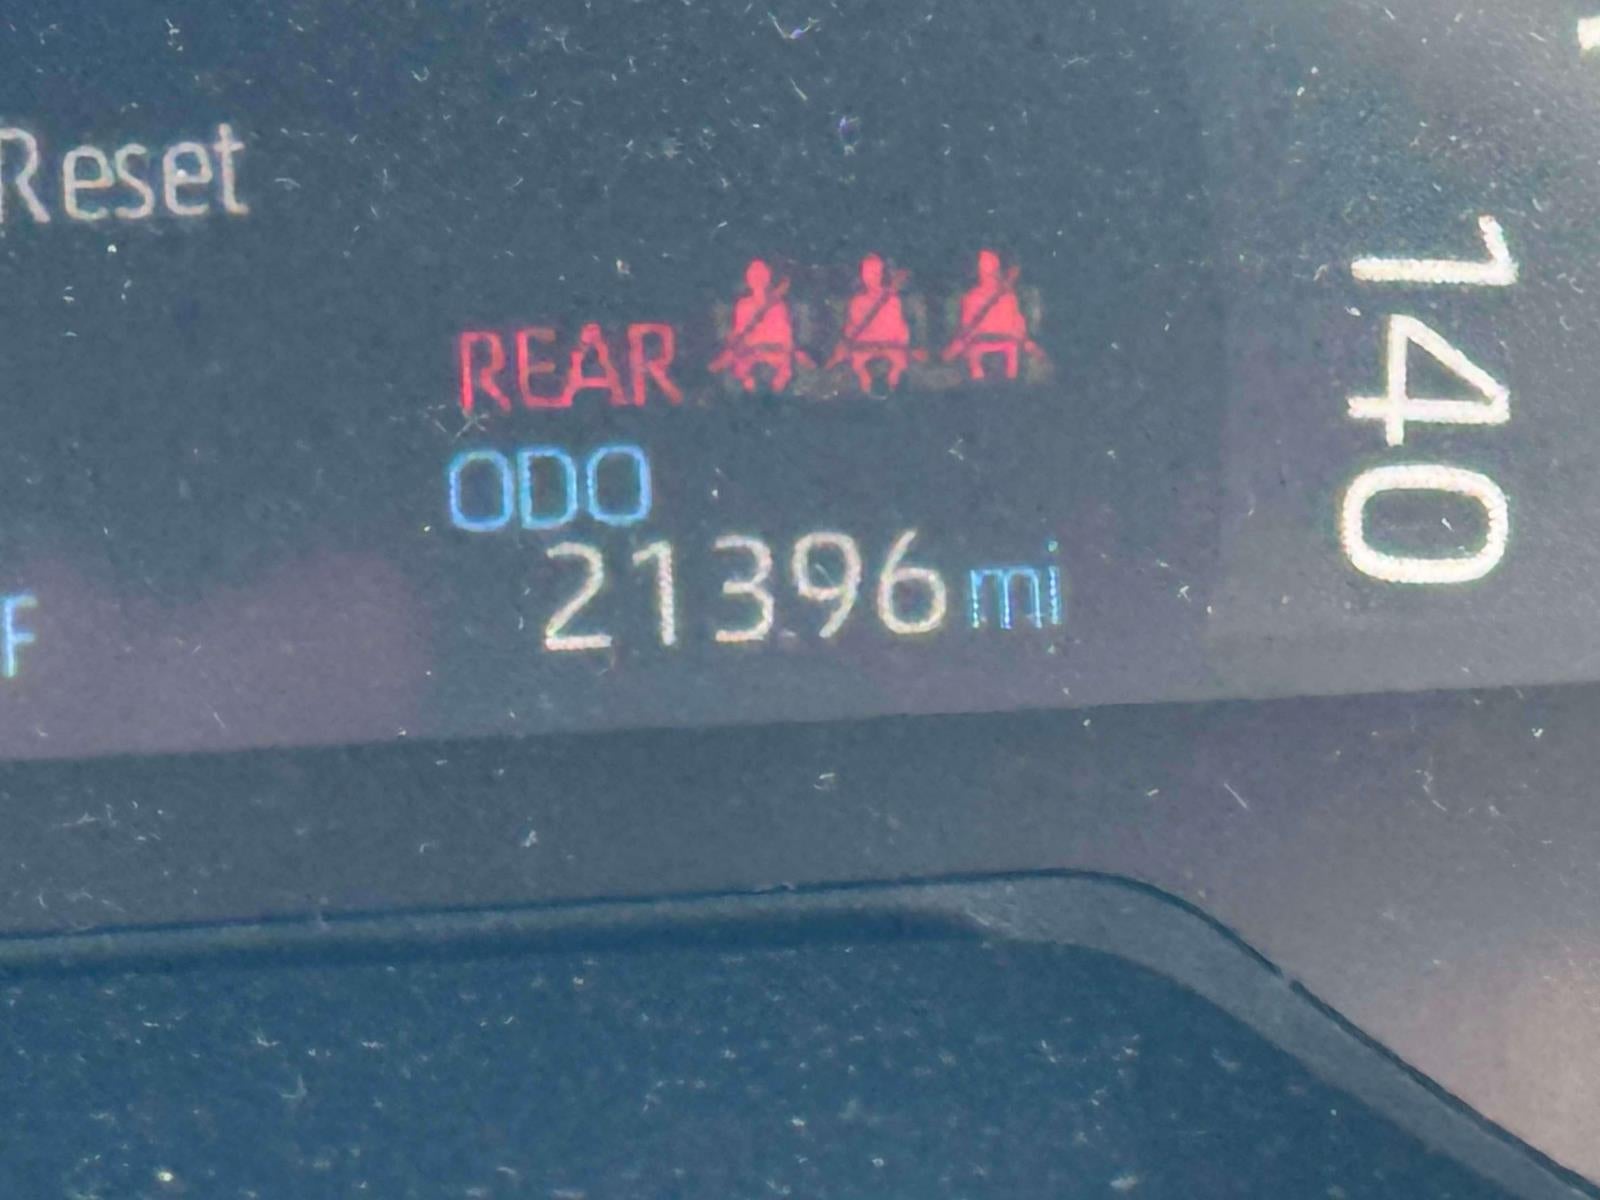 Reset
REAR
ODO
21396 mi
F
140